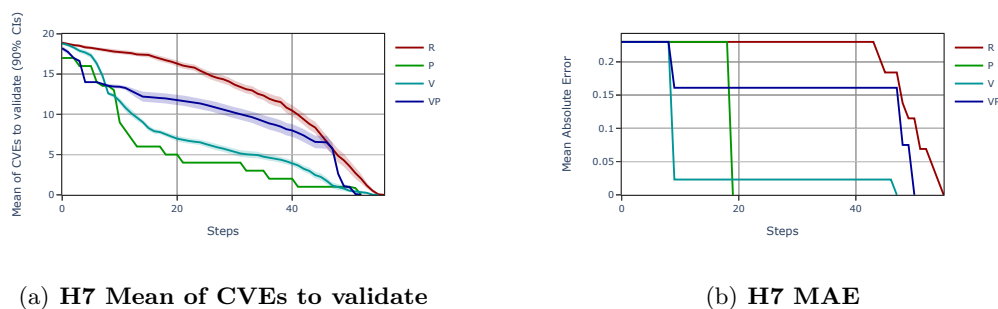 Mean of CVEs to validate (90% CIs)
20
15
10
5
0
0
20
40
Steps
R
P
V
VP
Mean Absolute Error
0.2
0.15
0.1
0.05
0
0
20
40
Steps
R
P
V
VP
(a) H7 Mean of CVEs to validate
(b) H7 MAE